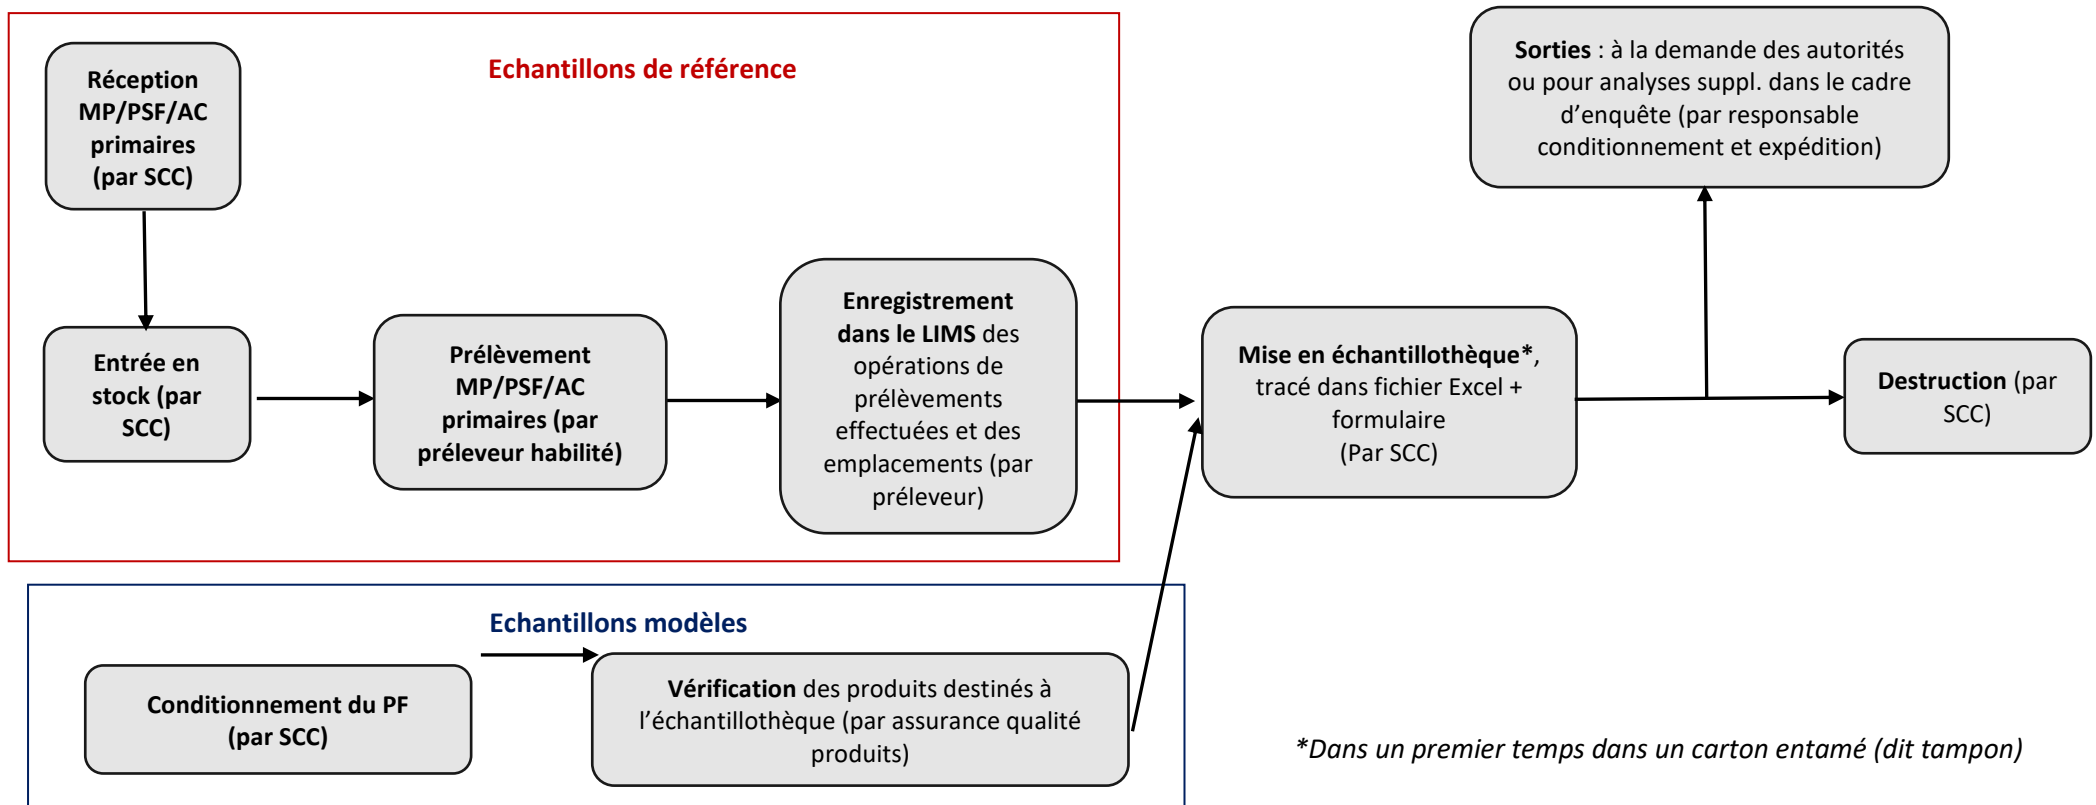 Echantillons de référence
Réception
MP/PSF/AC
primaires
(par SCC)
Entrée en
stock (par
SCC)
Prélèvement
MP/PSF/AC
primaires (par
préleveur habilité)
Enregistrement
dans le LIMS des
opérations de
prélèvements
effectuées et des
emplacements (par
préleveur)
Mise en échantillothèque*,
tracé dans fichier Excel +
formulaire
(Par SCC)
Sorties : à la demande des autorités
ou pour analyses suppl. dans le cadre
d’enquête (par responsable
conditionnement et expédition)
Destruction (par
SCC)
Echantillons modèles
Conditionnement du PF
(par SCC)
Vérification des produits destinés à
l’échantillothèque (par assurance qualité
produits)
*Dans un premier temps dans un carton entamé (dit tampon)